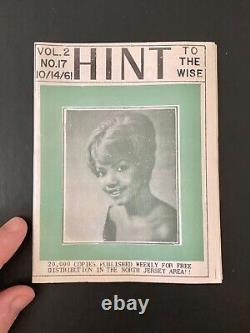 VOL.2 HINT TO
NO.17 THE
10/14/61 WISE
20,000 COPIES PUBLISHED WEEKLY FOR FREE
DISTRIBUTION IN THE NORTH JERSEY AREA!!
ebay